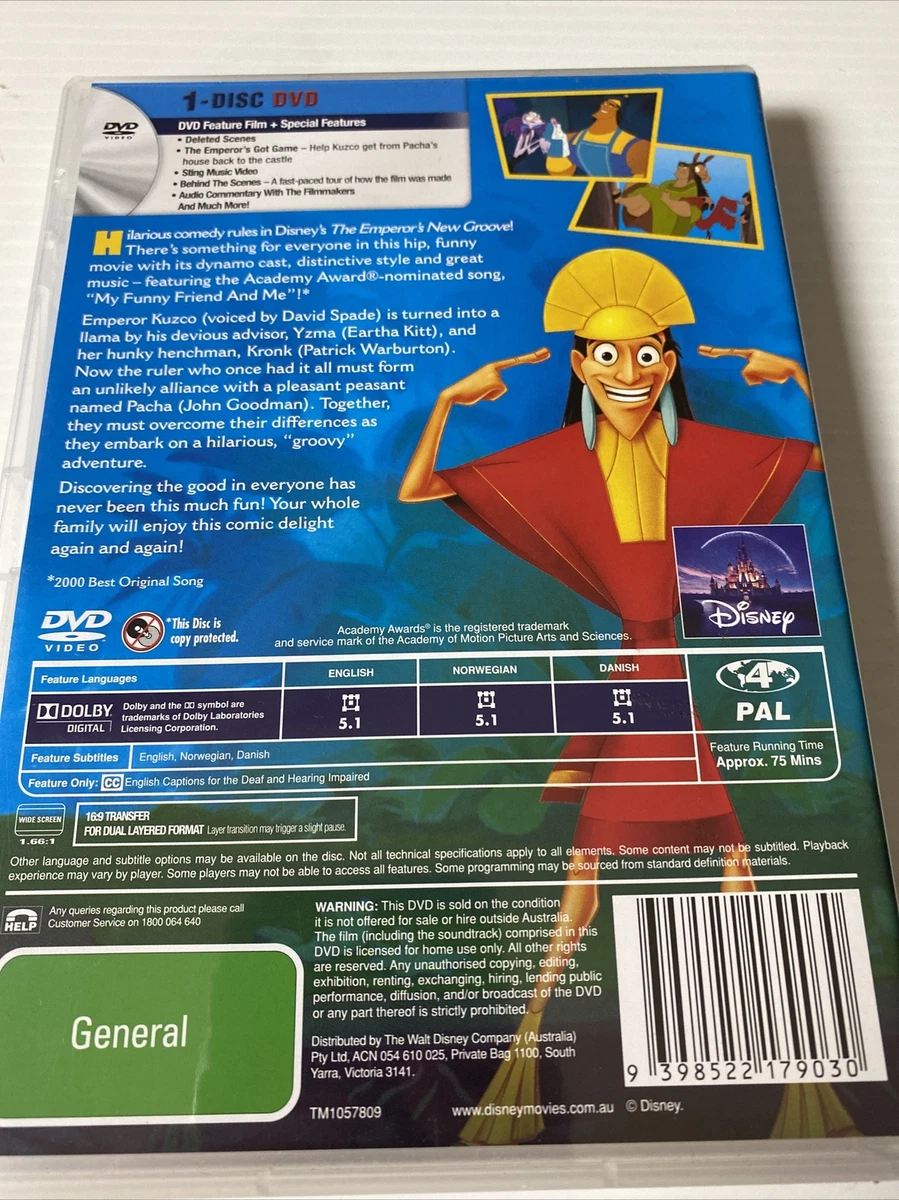 1-DISC DVD
DVD
VIDEO
DVD Feature Film + Special Features
• Deleted Scenes
• The Emperor's Got Game – Help Kuzco get from Pacha's
house back to the castle
• Sting Music Video
• Behind The Scenes – A fast-paced tour of how the film was made
• Audio Commentary With The Filmmakers
And Much More!
Hilarious comedy rules in Disney's The Emperor's New Groove!
There's something for everyone in this hip, funny
movie with its dynamo cast, distinctive style and great
music – featuring the Academy Award®-nominated song,
"My Funny Friend And Me"!*
Emperor Kuzco (voiced by David Spade) is turned into a
llama by his devious advisor, Yzma (Eartha Kitt), and
her hunky henchman, Kronk (Patrick Warburton).
Now the ruler who once had it all must form
an unlikely alliance with a pleasant peasant
named Pacha (John Goodman). Together,
they must overcome their differences as
they embark on a hilarious, "groovy"
adventure.
Discovering the good in everyone has
never been this much fun! Your whole
family will enjoy this comic delight
again and again!
*2000 Best Original Song
DVD
VIDEO
*This Disc is
copy protected.
Academy Awards® is the registered trademark
and service mark of the Academy of Motion Picture Arts and Sciences.
Disney
Feature Languages
ENGLISH
NORWEGIAN
DANISH
4
PAL
DOLBY
DIGITAL
Dolby and the DD symbol are
trademarks of Dolby Laboratories
Licensing Corporation.
5.1
5.1
5.1
Feature Subtitles
English, Norwegian, Danish
Feature Running Time
Approx. 75 Mins
Feature Only: CC English Captions for the Deaf and Hearing Impaired
WIDE SCREEN
1.66:1
16:9 TRANSFER
FOR DUAL LAYERED FORMAT Layer transition may trigger a slight pause.
Other language and subtitle options may be available on the disc. Not all technical specifications apply to all elements. Some content may not be subtitled. Playback
experience may vary by player. Some players may not be able to access all features. Some programming may be sourced from standard definition materials.
HELP
Any queries regarding this product please call
Customer Service on 1800 064 640
WARNING: This DVD is sold on the condition
it is not offered for sale or hire outside Australia.
The film (including the soundtrack) comprised in this
DVD is licensed for home use only. All other rights
are reserved. Any unauthorised copying, editing,
exhibition, renting, exchanging, hiring, lending public
performance, diffusion, and/or broadcast of the DVD
or any part thereof is strictly prohibited.
General
Distributed by The Walt Disney Company (Australia)
Pty Ltd, ACN 054 610 025, Private Bag 1100, South
Yarra, Victoria 3141.
9 398522 179030
TM1057809
www.disneymovies.com.au © Disney.